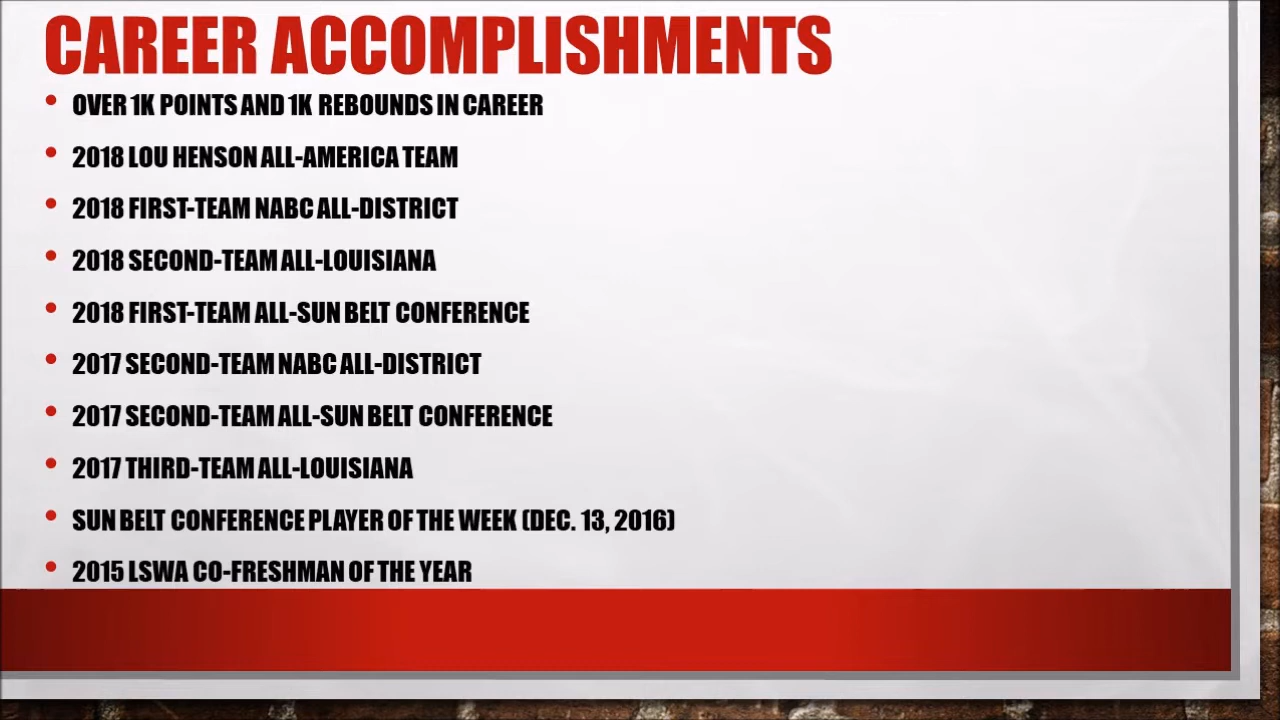 CAREER ACCOMPLISHMENTS
• OVER 1K POINTS AND 1K REBOUNDS IN CAREER
• 2018 LOU HENSON ALL-AMERICA TEAM
• 2018 FIRST-TEAM NABC ALL-DISTRICT
• 2018 SECOND-TEAM ALL-LOUISIANA
• 2018 FIRST-TEAM ALL-SUN BELT CONFERENCE
• 2017 SECOND-TEAM NABC ALL-DISTRICT
• 2017 SECOND-TEAM ALL-SUN BELT CONFERENCE
• 2017 THIRD-TEAM ALL-LOUISIANA
• SUN BELT CONFERENCE PLAYER OF THE WEEK (DEC. 13, 2016)
• 2015 LSWA CO-FRESHMAN OF THE YEAR